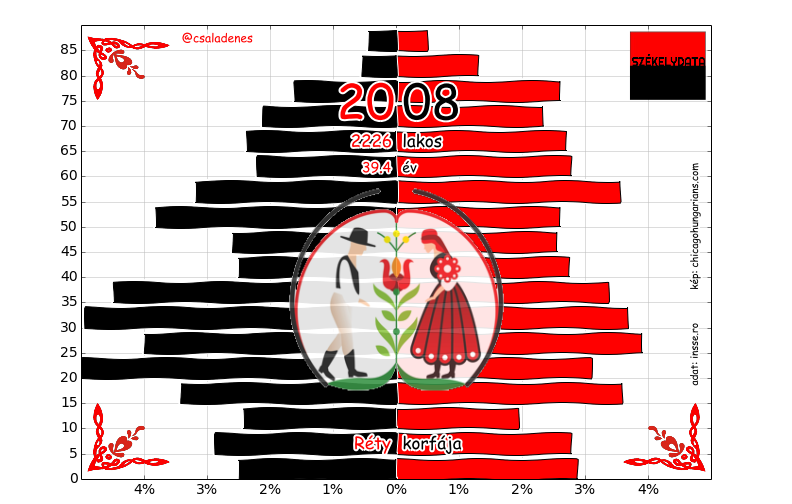 @csaladenes
SZÉKELYDATA
2008
2226 lakos
39.4 év
kép: chicagohungarians.com
adat: insse.ro
Réty korfája
85
80
75
70
65
60
55
50
45
40
35
30
25
20
15
10
5
0
4% 3% 2% 1% 0% 1% 2% 3% 4%